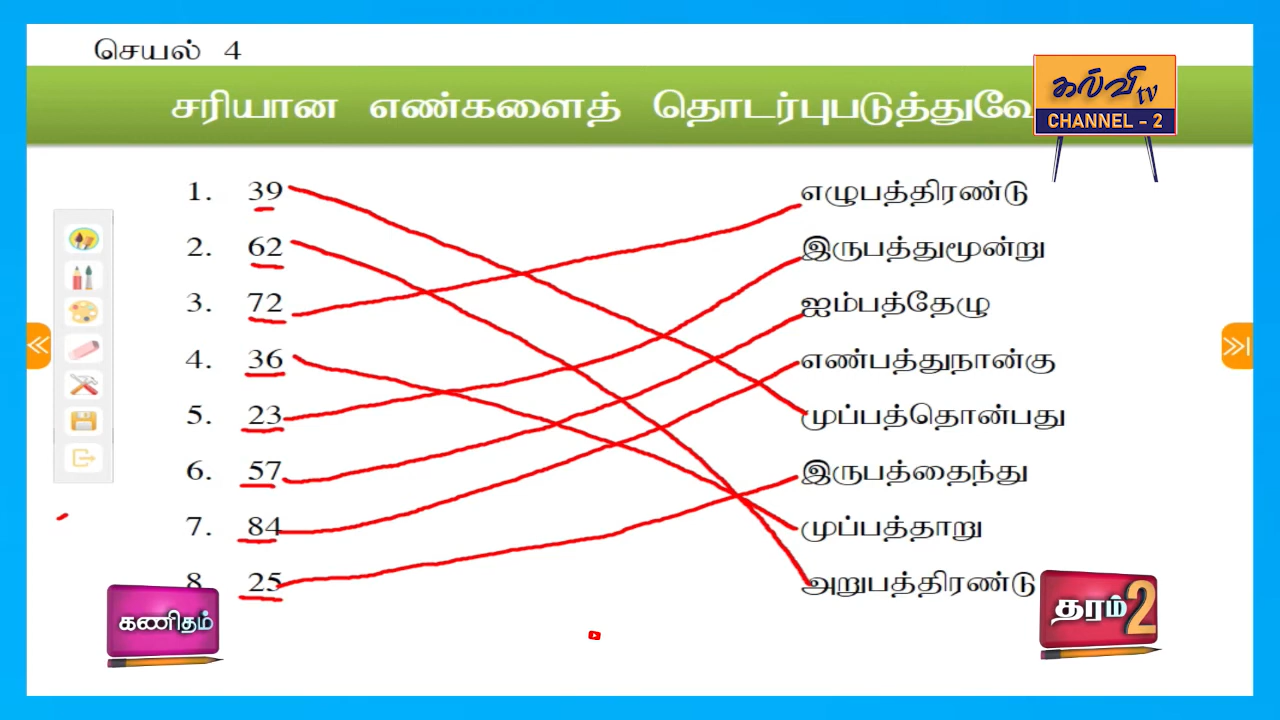 செயல் 4
கல்வி tv
CHANNEL - 2
சரியான எண்களைத் தொடர்புபடுத்துவே
1. 39 எழுபத்திரண்டு
2. 62 இருபத்துமூன்று
3. 72 ஐம்பத்தேழு
4. 36 எண்பத்துநான்கு
5. 23 முப்பத்தொன்பது
6. 57 இருபத்தைந்து
7. 84 முப்பத்தாறு
8. 25 அறுபத்திரண்டு
கணிதம்
தரம் 2